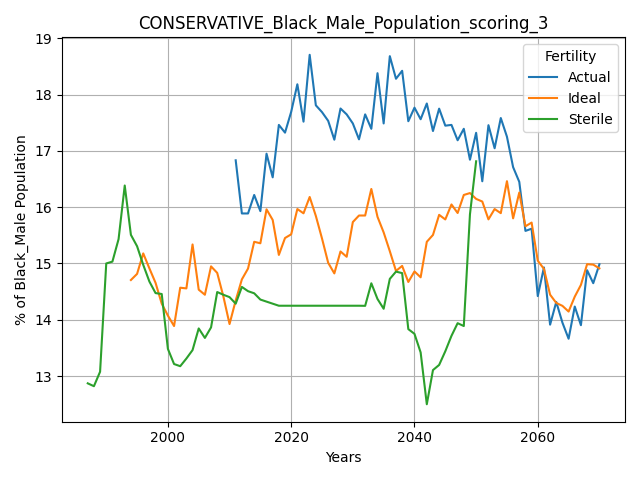 CONSERVATIVE_Black_Male_Population_scoring_3
% of Black_Male Population
19
18
17
16
15
14
13
Fertility
Actual
Ideal
Sterile
2000
2020
2040
2060
Years